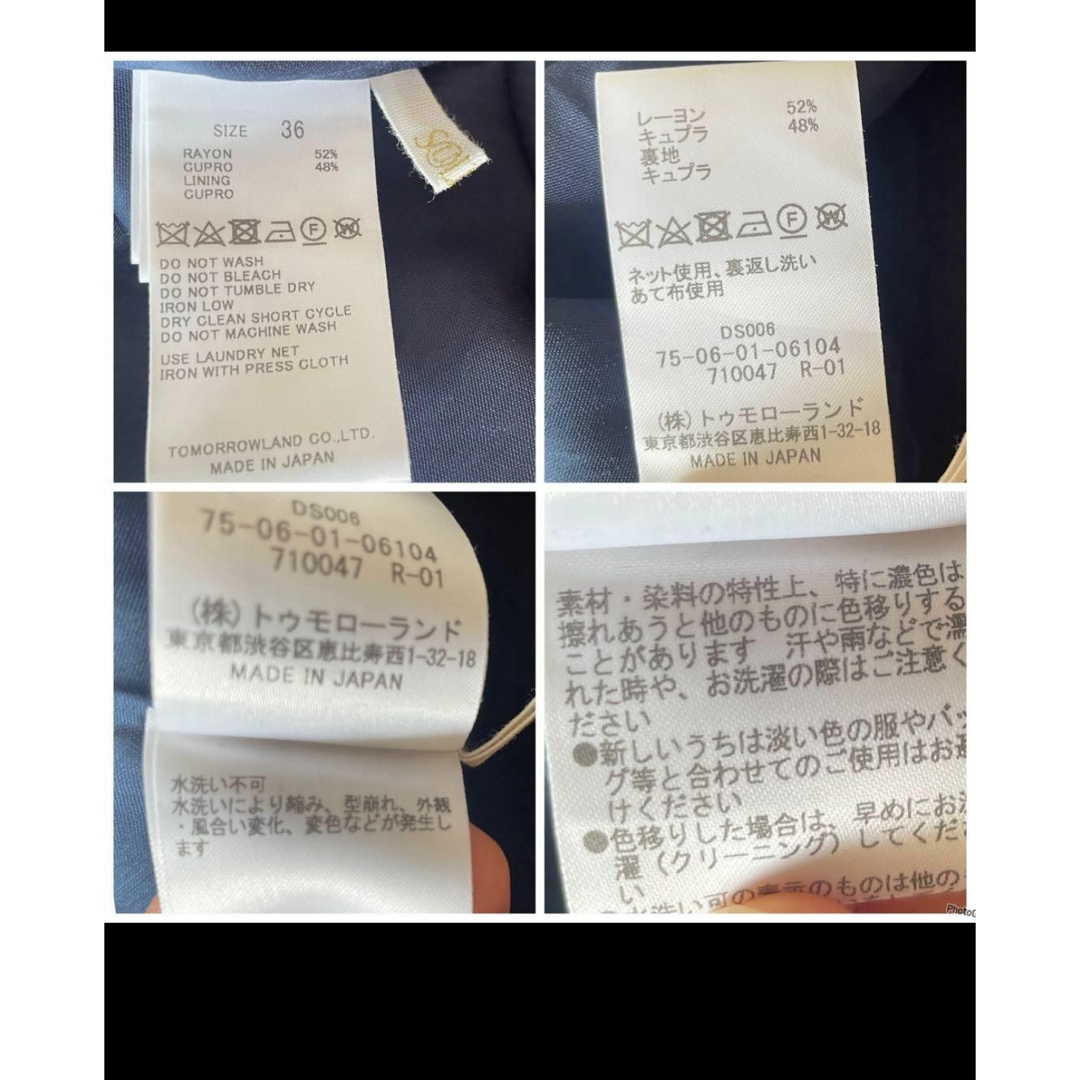 SIZE 36
RAYON 52%
CUPRO 48%
LINING
CUPRO
DO NOT WASH
DO NOT BLEACH
DO NOT TUMBLE DRY
IRON LOW
DRY CLEAN SHORT CYCLE
DO NOT MACHINE WASH
USE LAUNDRY NET
IRON WITH PRESS CLOTH
TOMORROWLAND CO.,LTD.
MADE IN JAPAN
レーヨン 52%
キュプラ 48%
裏地
キュプラ
F W
ネット使用、裏返し洗い
あて布使用
DS006
75-06-01-06104
710047 R-01
(株)トゥモローランド
東京都渋谷区恵比寿西1-32-18
MADE IN JAPAN
DS006
75-06-01-06104
710047 R-01
(株)トゥモローランド
東京都渋谷区恵比寿西1-32-18
MADE IN JAPAN
水洗い不可
水洗いにより縮み、型崩れ、外観
・風合い変化、変色などが発生し
ます
素材・染料の特性上、特に濃色は
擦れあうと他のものに色移りする
ことがあります 汗や雨などで濡
れた時や、お洗濯の際はご注意く
ださい
●新しいうちは淡い色の服やバッ
グ等と合わせてのご使用はお避
けください
●色移りした場合は、早めにお洗
濯(クリーニング)してくださ
い
水洗い可の表示のものは他の